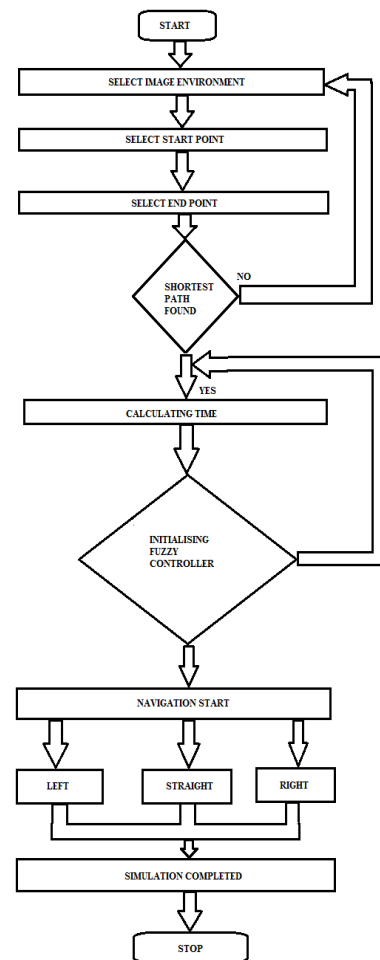 START
SELECT IMAGE ENVIRONMENT
SELECT START POINT
SELECT END POINT
NO
SHORTEST
PATH
FOUND
YES
CALCULATING TIME
INITIALISING
FUZZY
CONTROLLER
NAVIGATION START
LEFT
STRAIGHT
RIGHT
SIMULATION COMPLETED
STOP